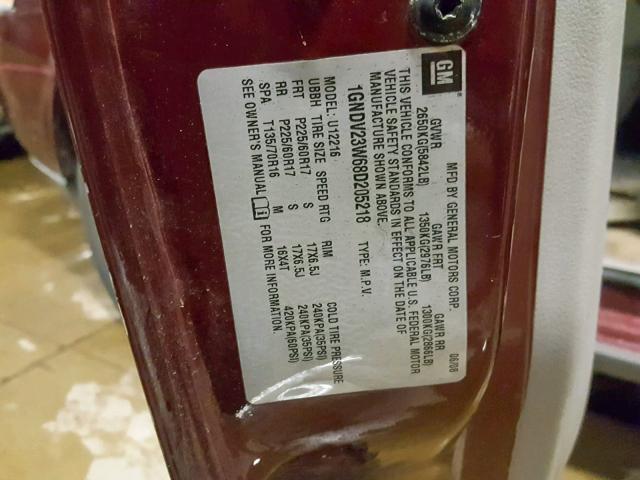 GM
MFD BY GENERAL MOTORS CORP. 06/08
GVWR GAWR FRT GAWR RR
2650KG(5842LB) 1350KG(2976LB) 1300KG(2866LB)
THIS VEHICLE CONFORMS TO ALL APPLICABLE U.S. FEDERAL MOTOR
VEHICLE SAFETY STANDARDS IN EFFECT ON THE DATE OF
MANUFACTURE SHOWN ABOVE.
1GNDV23W68D205218 TYPE: M.P.V.
MODEL: U1Y2216
UBBH TIRE SIZE SPEED RTG RIM COLD TIRE PRESSURE
FRT P225/60R17 S 17X6.5J 240KPA(35PSI)
RR P225/60R17 S 17X6.5J 240KPA(35PSI)
SPA T135/70R16 M 16X4T 420KPA(60PSI)
SEE OWNER'S MANUAL FOR MORE INFORMATION.